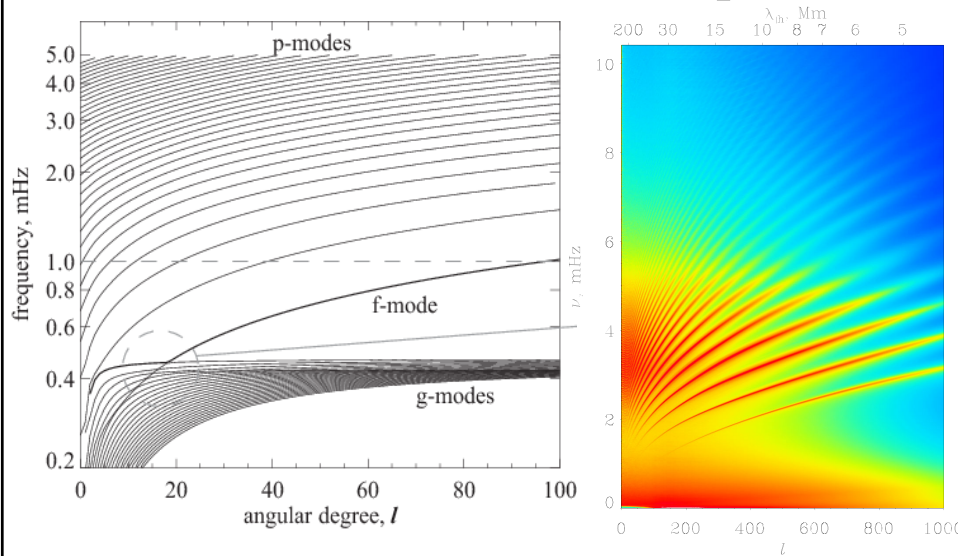 p-modes
5.0
4.0
3.0
2.0
1.0
0.8
0.6
0.4
0.2
frequency, mHz
f-mode
g-modes
0 20 40 60 80 100
angular degree, l
λth, Mm
200 30 15 10 8 7 6 5
10
8
6
4
2
0
ν, mHz
0 200 400 600 800 1000
l